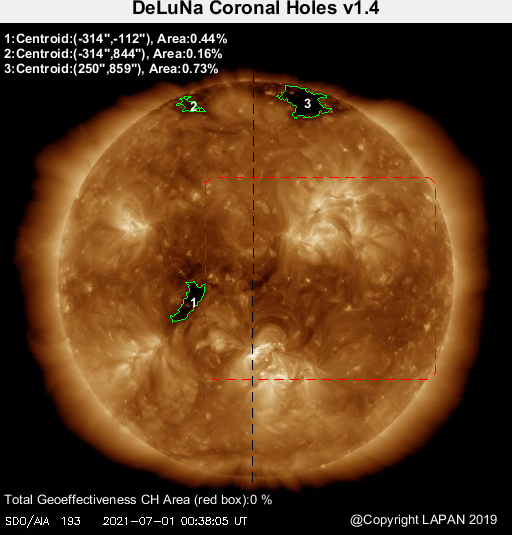 DeLuNa Coronal Holes v1.4
1:Centroid:(-314",-112"), Area:0.44%
2:Centroid:(-314",844"), Area:0.16%
3:Centroid:(250",859"), Area:0.73%
2
3
1
Total Geoeffectiveness CH Area (red box):0 %
SDO/AIA 193 2021-07-01 00:38:05 UT
@Copyright LAPAN 2019